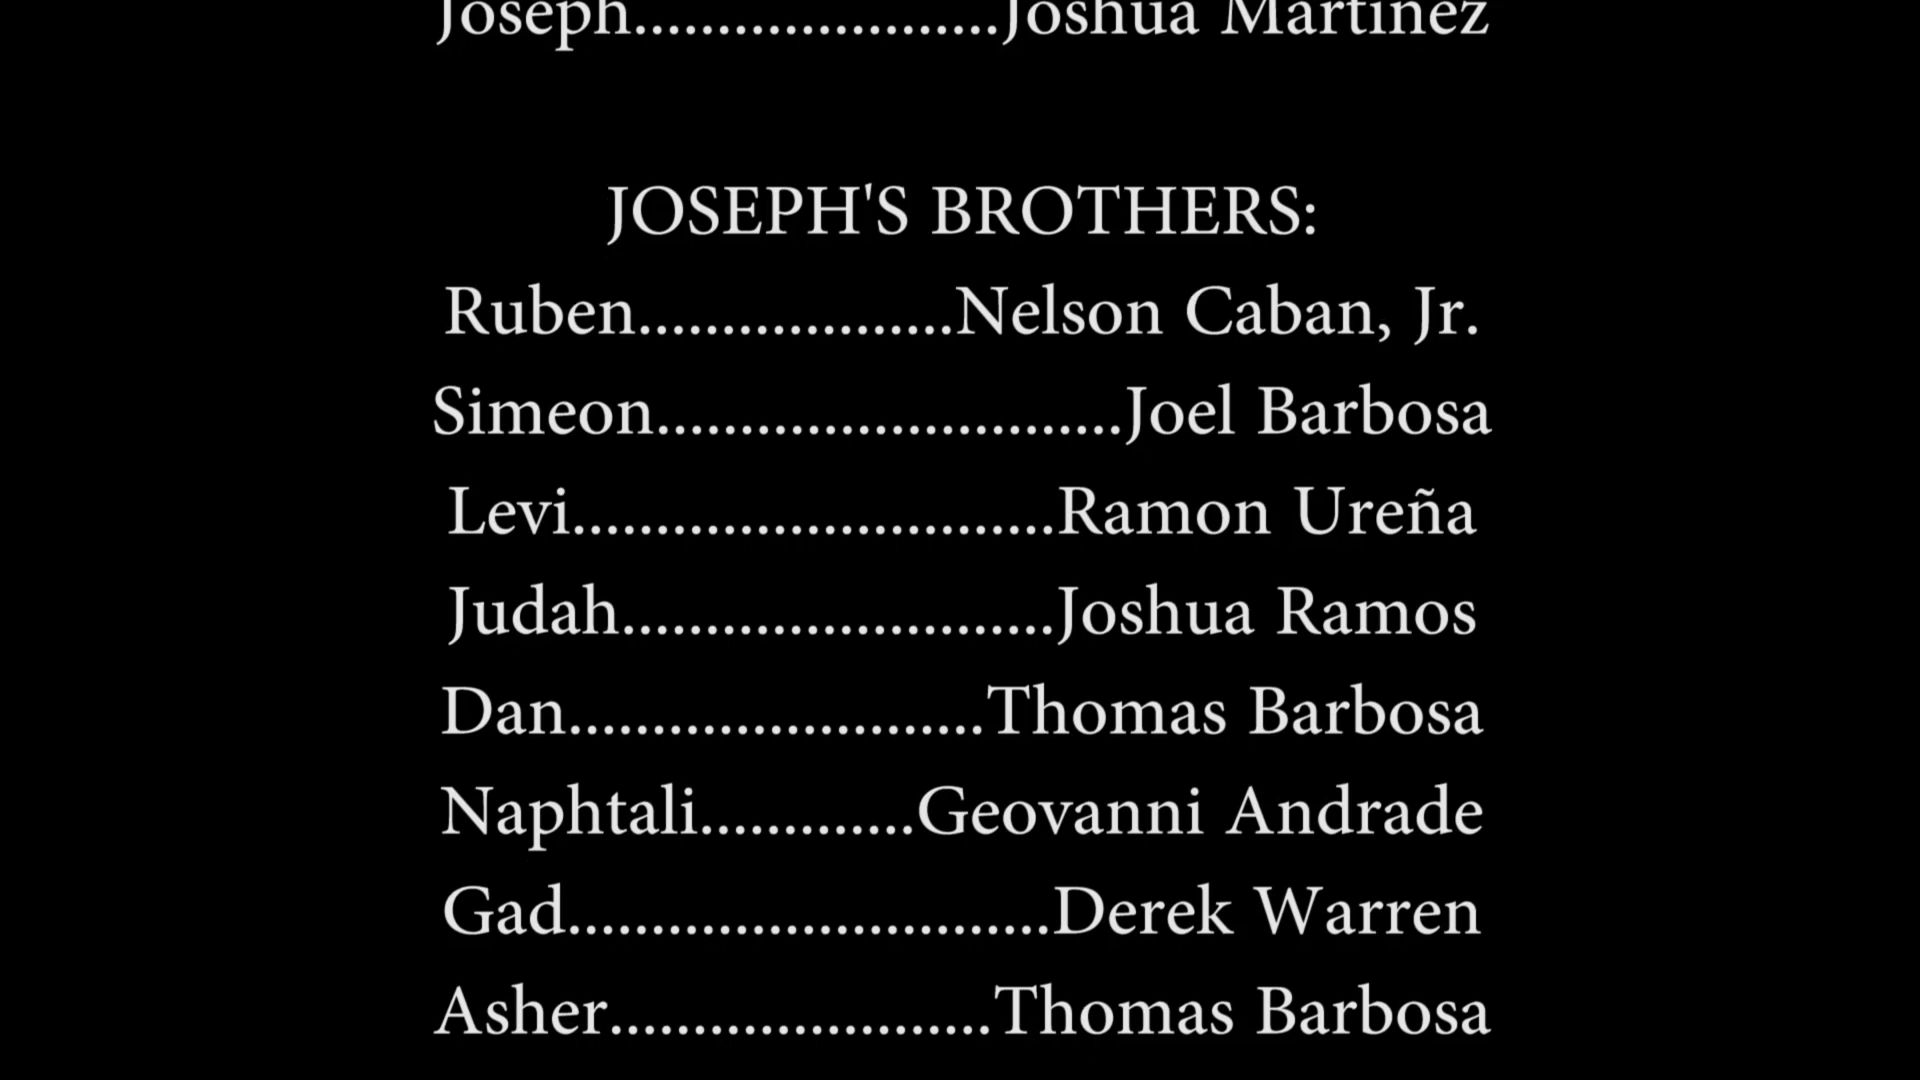 Joseph......................Joshua Martinez
JOSEPH'S BROTHERS:
Ruben...................Nelson Caban, Jr.
Simeon............................Joel Barbosa
Levi.............................Ramon Ureña
Judah..........................Joshua Ramos
Dan.........................Thomas Barbosa
Naphtali.............Geovanni Andrade
Gad.............................Derek Warren
Asher.......................Thomas Barbosa